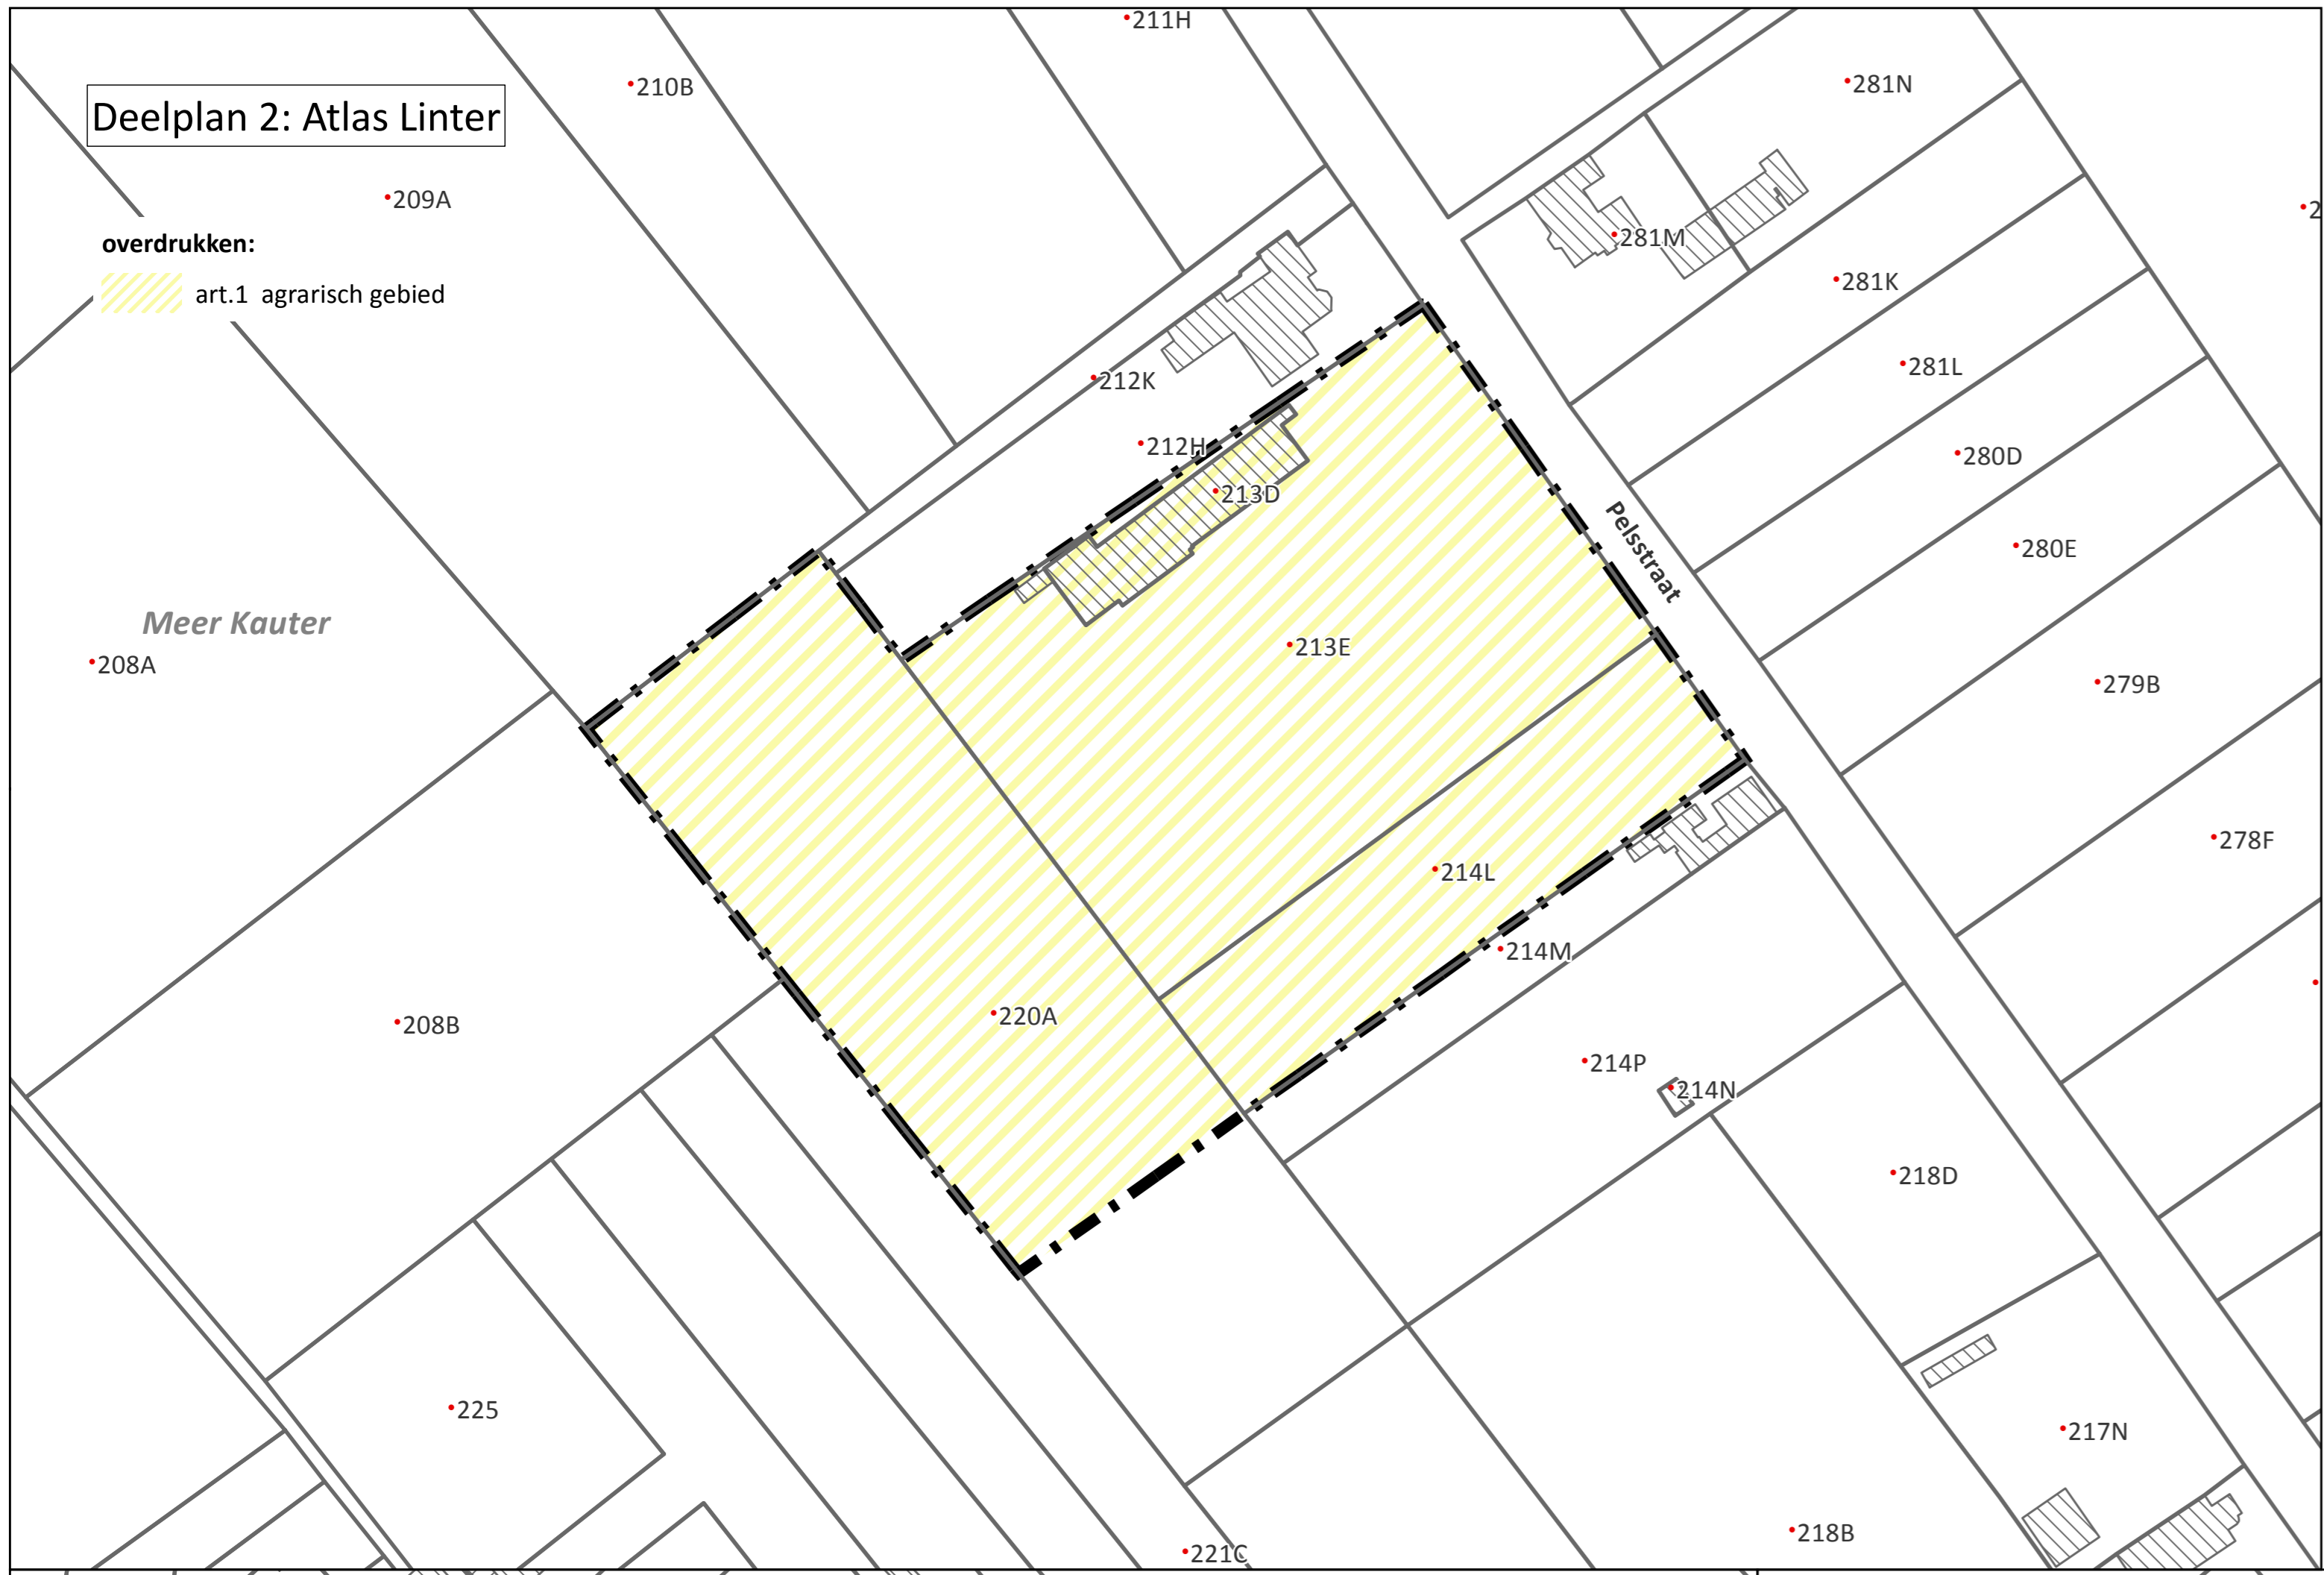 211H
281N
210B
Deelplan 2: Atlas Linter
209A
2
281M
overdrukken:
281K
art.1 agrarisch gebied
281L
212K
212H
280D
213D
Pelsstraat
280E
Meer Kauter
213E
208A
279B
278F
214L
214M
220A
208B
214P
214N
218D
225
217N
218B
221C